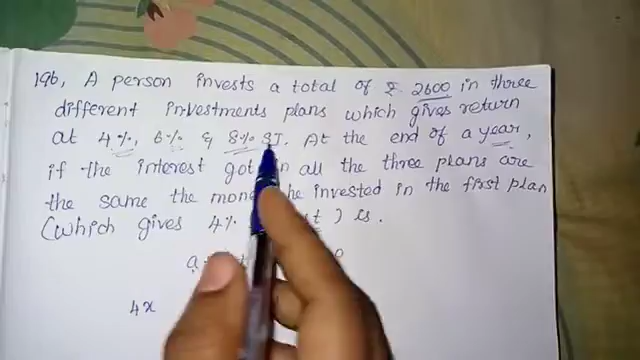 196, A person invests a total of ₹. 2600 in three
different investments plans which gives return
at 4%, 6% & 8% SI. At the end of a year,
if the interest got in all the three plans are
the same the money he invested in the first plan
(which gives 4% ) is.
4x